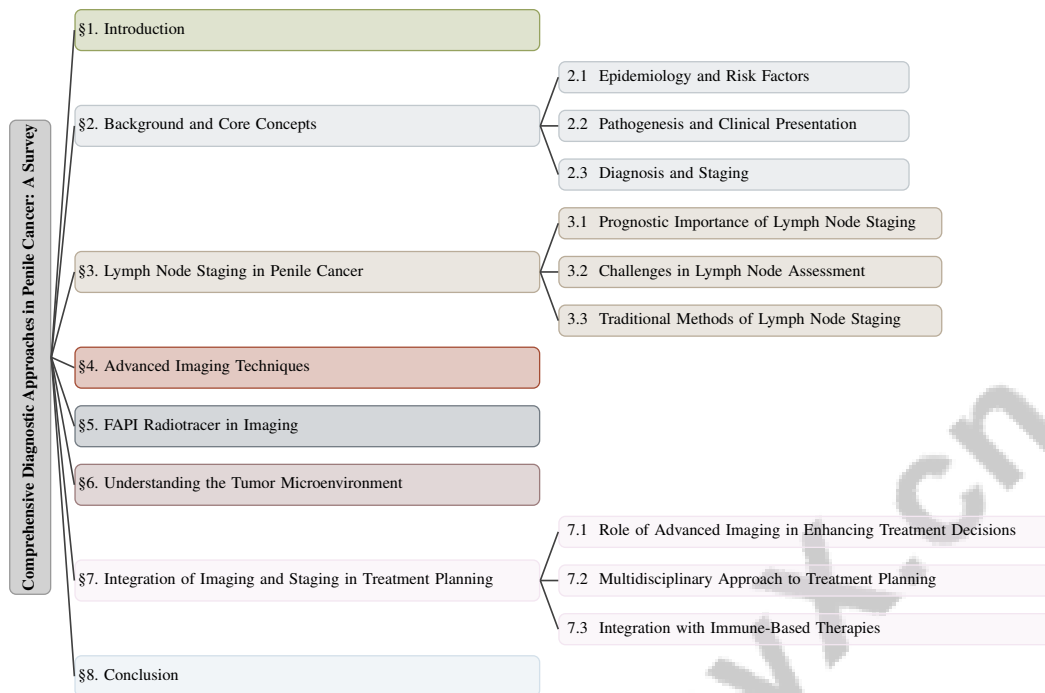 Comprehensive Diagnostic Approaches in Penile Cancer: A Survey
§1. Introduction
§2. Background and Core Concepts
2.1 Epidemiology and Risk Factors
2.2 Pathogenesis and Clinical Presentation
2.3 Diagnosis and Staging
§3. Lymph Node Staging in Penile Cancer
3.1 Prognostic Importance of Lymph Node Staging
3.2 Challenges in Lymph Node Assessment
3.3 Traditional Methods of Lymph Node Staging
§4. Advanced Imaging Techniques
§5. FAPI Radiotracer in Imaging
§6. Understanding the Tumor Microenvironment
§7. Integration of Imaging and Staging in Treatment Planning
7.1 Role of Advanced Imaging in Enhancing Treatment Decisions
7.2 Multidisciplinary Approach to Treatment Planning
7.3 Integration with Immune-Based Therapies
§8. Conclusion
vx.cn